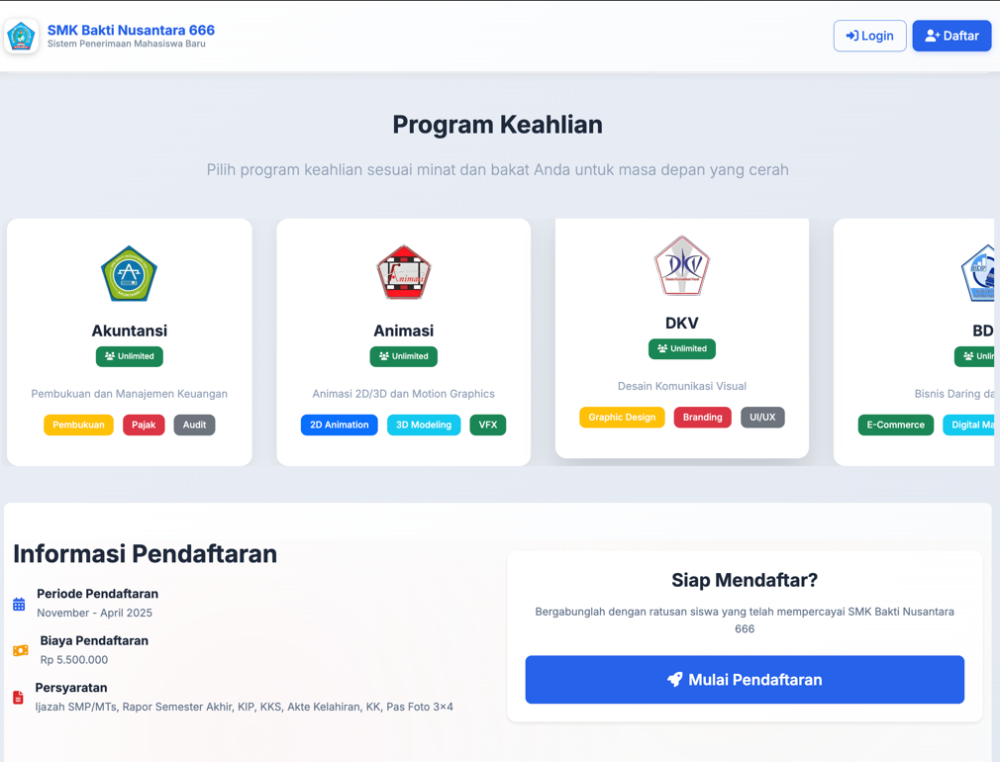 SMK Bakti Nusantara 666
Sistem Penerimaan Mahasiswa Baru
Login
Daftar
Program Keahlian
Pilih program keahlian sesuai minat dan bakat Anda untuk masa depan yang cerah
Akuntansi
Unlimited
Pembukuan dan Manajemen Keuangan
Pembukuan
Pajak
Audit
Animasi
Animasi
Unlimited
Animasi 2D/3D dan Motion Graphics
2D Animation
3D Modeling
VFX
DKV
DKV
Unlimited
Desain Komunikasi Visual
Graphic Design
Branding
UI/UX
BD
Unlim
Bisnis Daring da
E-Commerce
Digital Ma
Informasi Pendaftaran
Periode Pendaftaran
November - April 2025
Biaya Pendaftaran
Rp 5.500.000
Persyaratan
Ijazah SMP/MTs, Rapor Semester Akhir, KIP, KKS, Akte Kelahiran, KK, Pas Foto 3×4
Siap Mendaftar?
Bergabunglah dengan ratusan siswa yang telah mempercayai SMK Bakti Nusantara
666
Mulai Pendaftaran